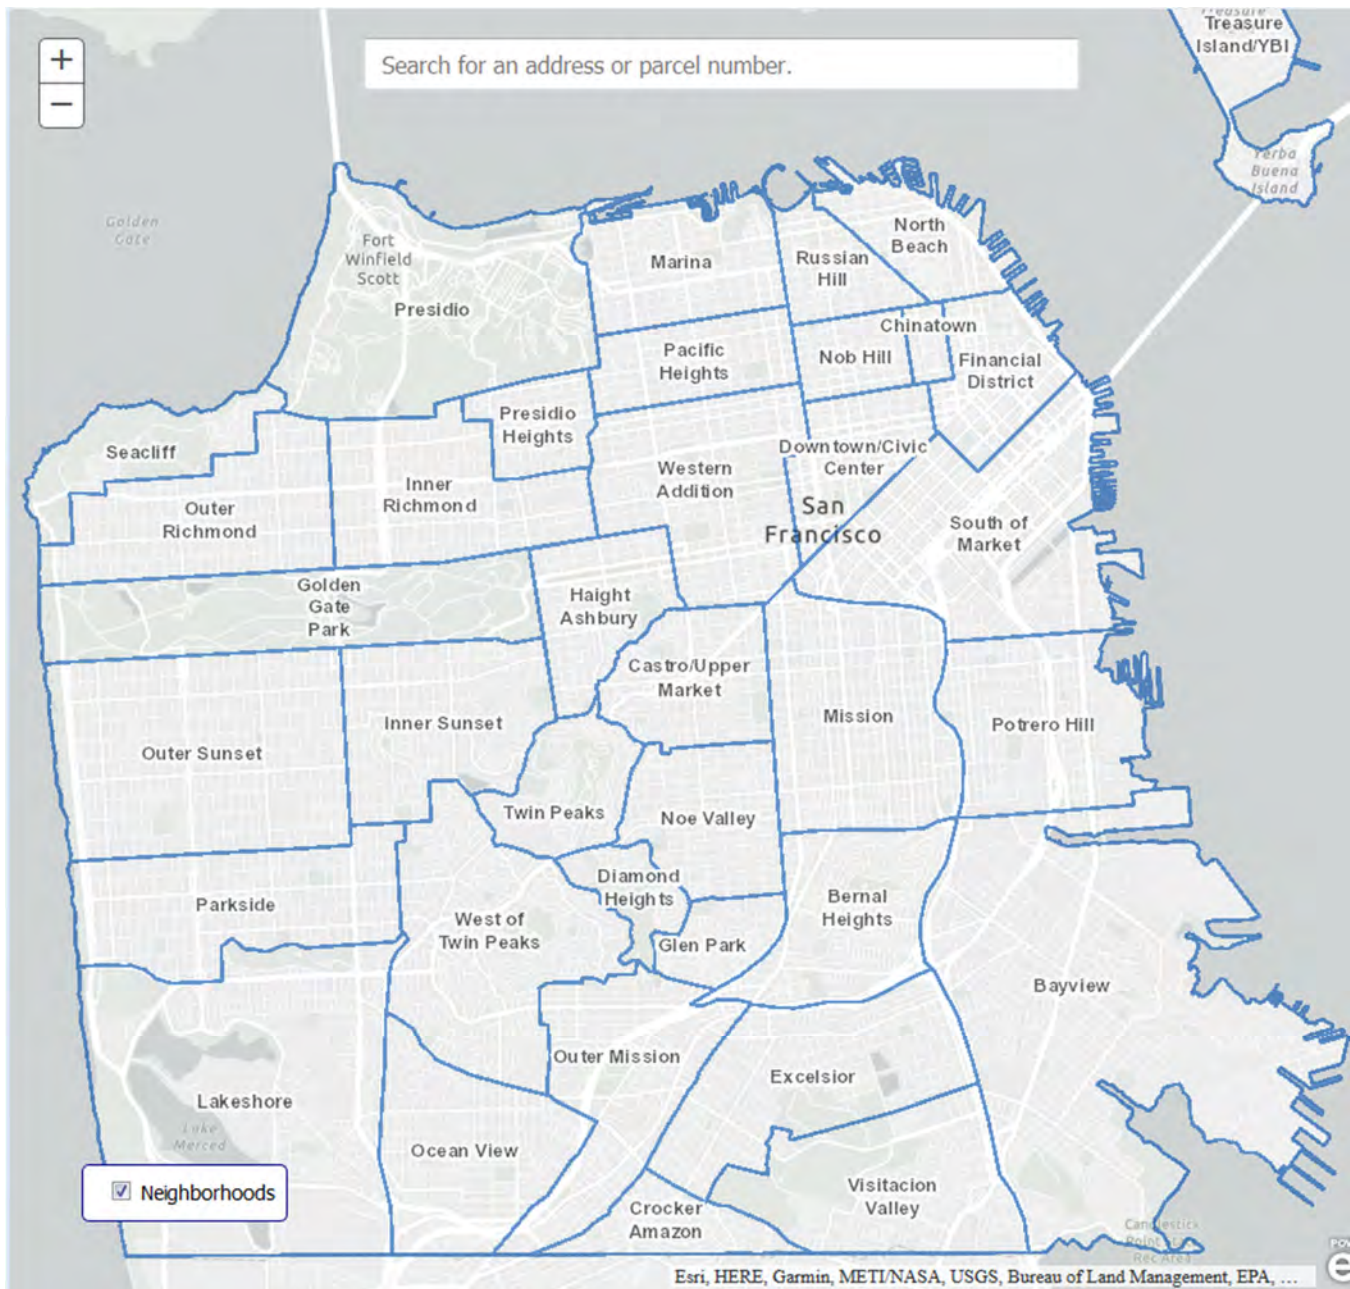 Treasure
Treasure
Island/YBI
+
Search for an address or parcel number.
−
Yerba
Buena
Island
Golden
Gate
Fort
Winfield
Scott
Presidio
Marina
Russian
Hill
North
Beach
Chinatown
Pacific
Heights
Nob Hill
Financial
District
Presidio
Heights
Seacliff
Downtown/Civic
Center
Western
Addition
Inner
Richmond
Outer
Richmond
San
Francisco
South of
Market
Golden
Gate
Park
Haight
Ashbury
Castro/Upper
Market
Mission
Potrero Hill
Inner Sunset
Outer Sunset
Twin Peaks
Noe Valley
Diamond
Heights
Bernal
Heights
Parkside
West of
Twin Peaks
Glen Park
Bayview
Outer Mission
Excelsior
Lakeshore
Lake
Merced
Ocean View
Neighborhoods
Visitacion
Valley
Crocker
Amazon
Candlestick
Point
Rec Area
Esri, HERE, Garmin, METI/NASA, USGS, Bureau of Land Management, EPA, ...